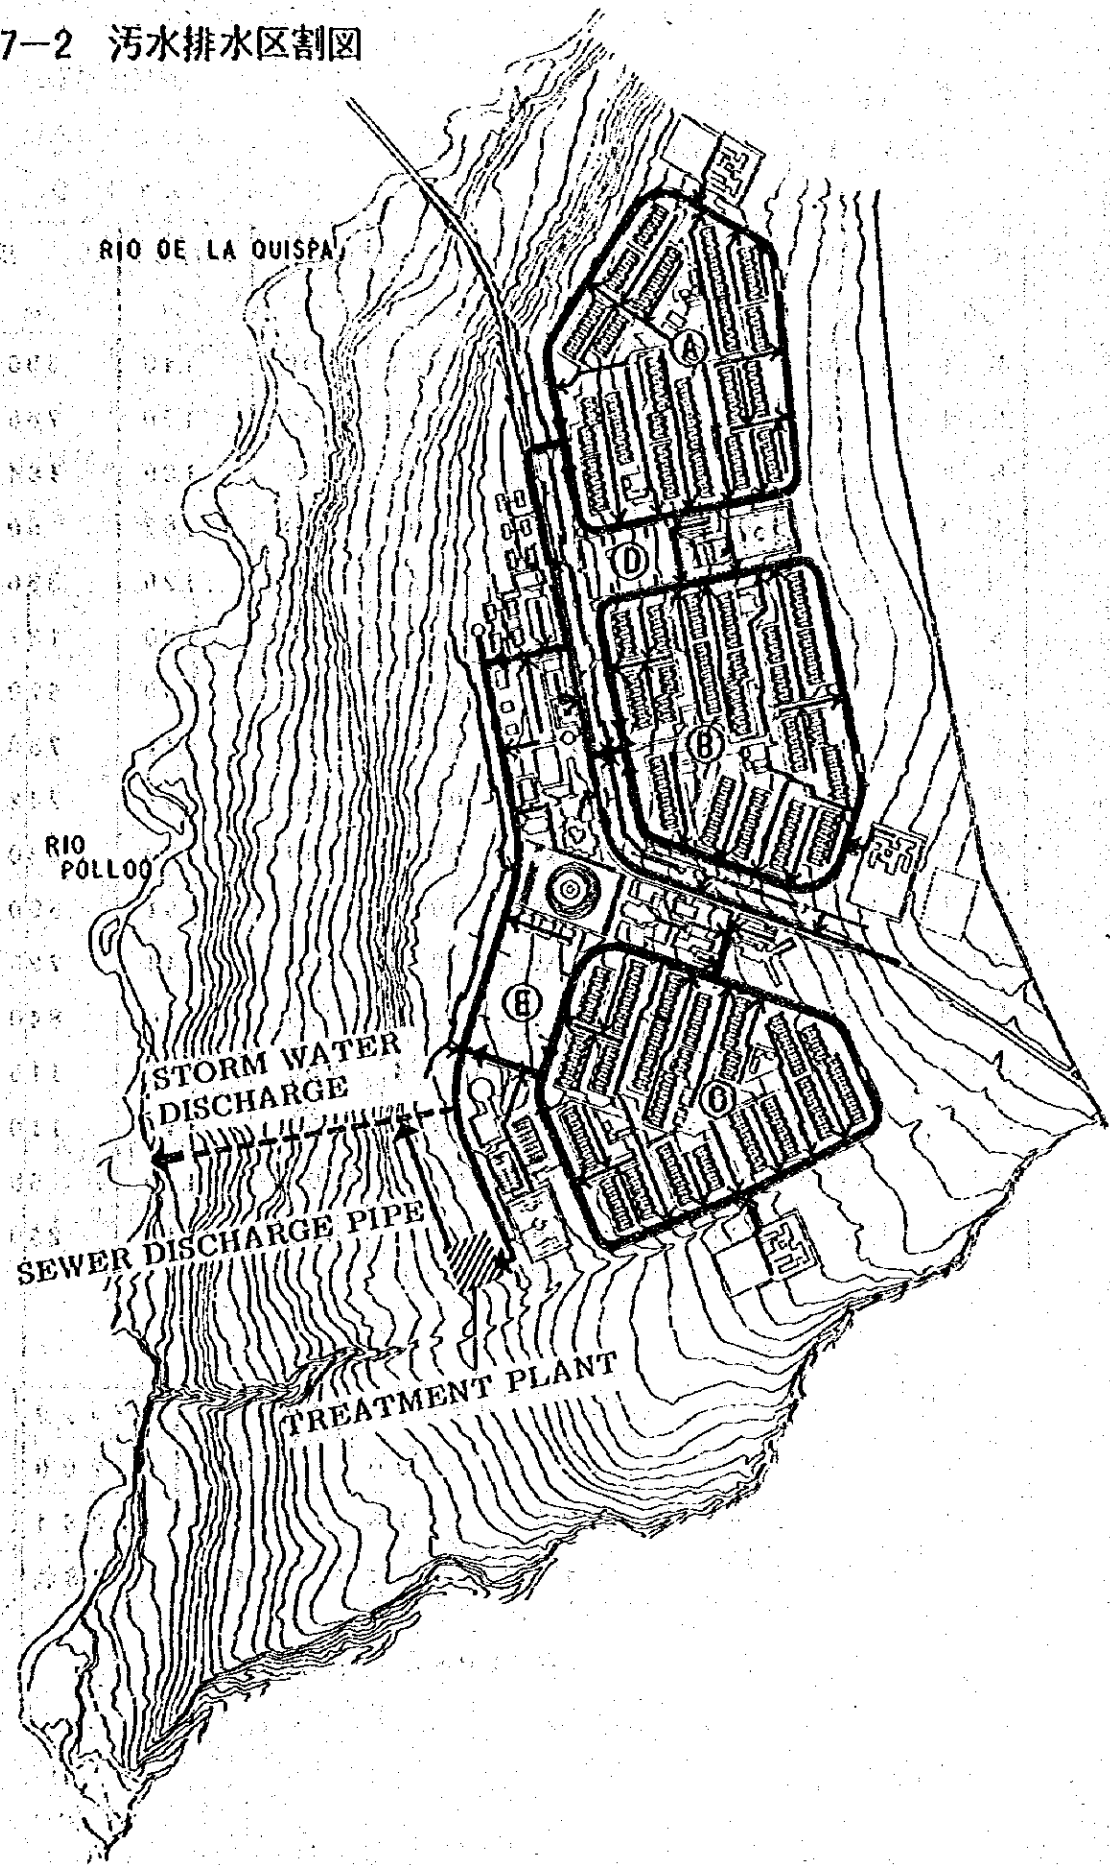 7-2 汚水排水区割図
RIO DE LA QUISPA
A
D
B
RIO
POLLOO
E
C
STORM WATER
DISCHARGE
SEWER DISCHARGE PIPE
TREATMENT PLANT